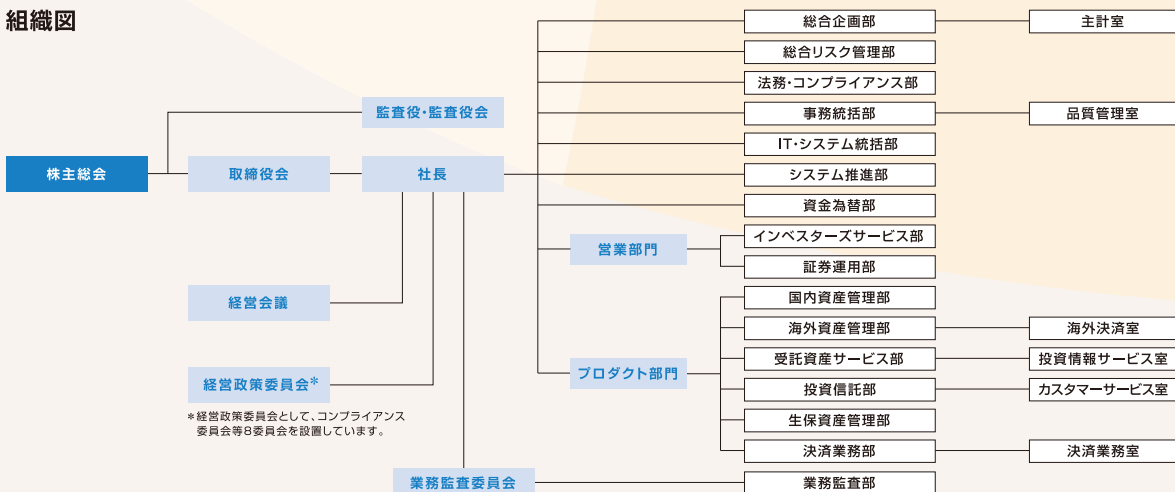 組織図
株主総会
監査役・監査役会
取締役会
社長
経営会議
経営政策委員会*
*経営政策委員会として、コンプライアンス
委員会等8委員会を設置しています。
業務監査委員会
営業部門
プロダクト部門
総合企画部
主計室
総合リスク管理部
法務・コンプライアンス部
事務統括部
品質管理室
IT・システム統括部
システム推進部
資金為替部
インベスターズサービス部
証券運用部
国内資産管理部
海外資産管理部
海外決済室
受託資産サービス部
投資情報サービス室
投資信託部
カスタマーサービス室
生保資産管理部
決済業務部
決済業務室
業務監査部